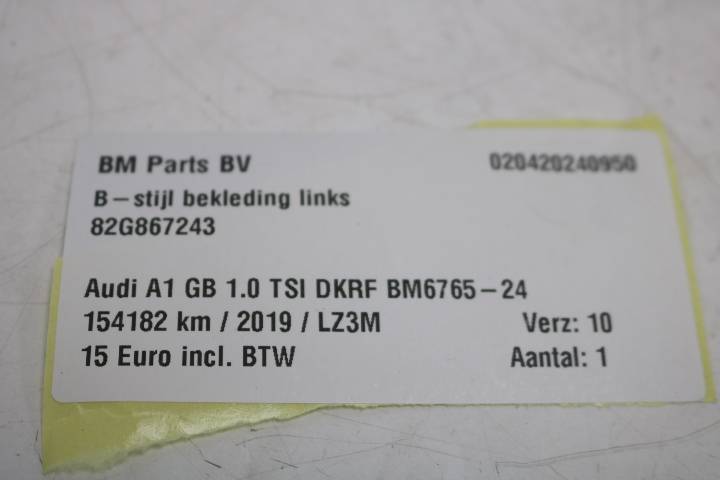 BM Parts BV 020420240950
B-stijl bekleding links
82G867243
Audi A1 GB 1.0 TSI DKRF BM6765-24
154182 km / 2019 / LZ3M Verz: 10
15 Euro incl. BTW Aantal: 1